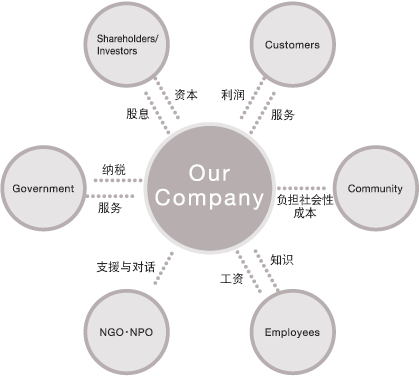 Shareholders/
Investors
Customers
资本
利润
股息
服务
Our
Company
纳税
Government
服务
负担社会性
成本
Community
支援与对话
知识
工资
NGO·NPO
Employees